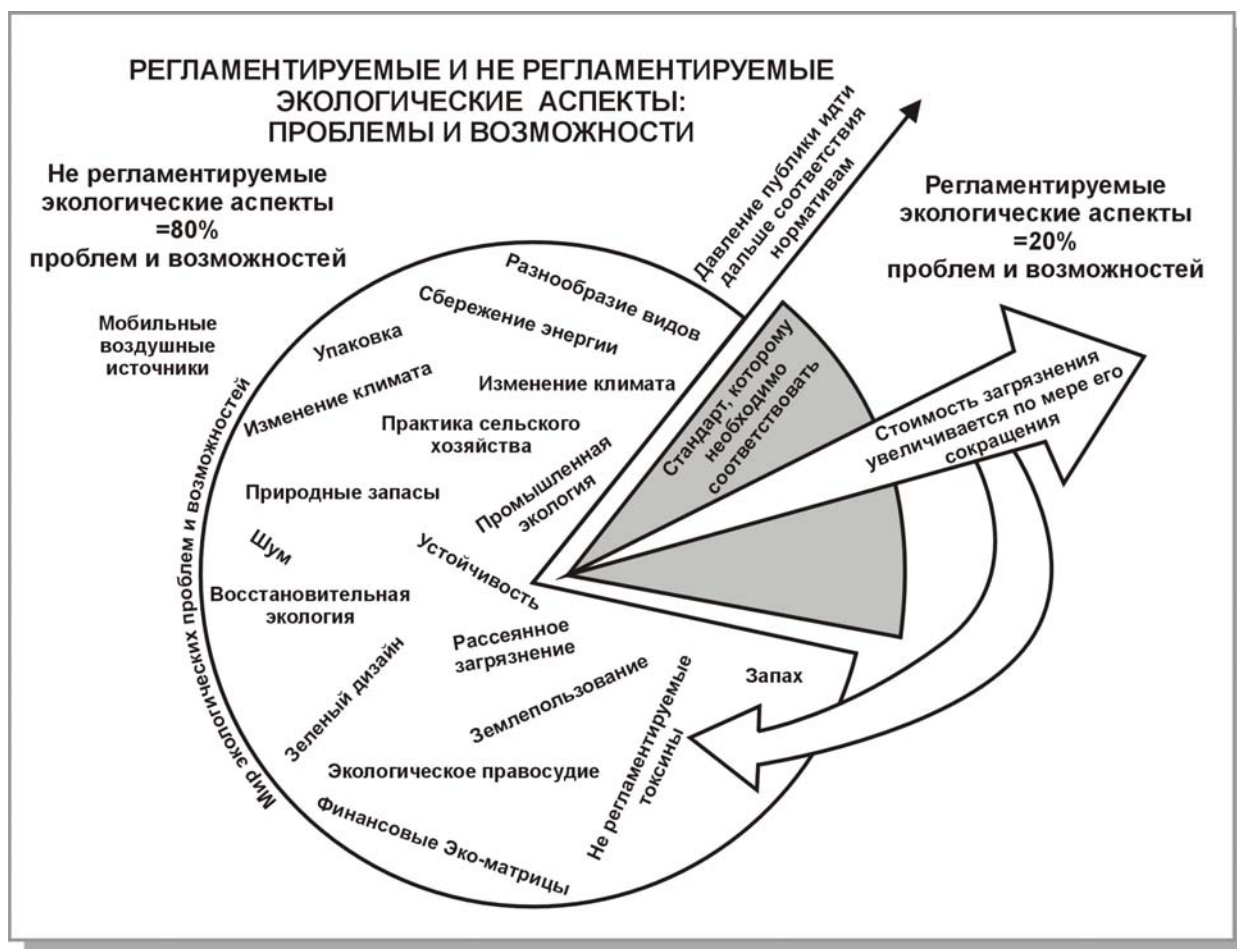 РЕГЛАМЕНТИРУЕМЫЕ И НЕ РЕГЛАМЕНТИРУЕМЫЕ
ЭКОЛОГИЧЕСКИЕ АСПЕКТЫ:
ПРОБЛЕМЫ И ВОЗМОЖНОСТИ
Не регламентируемые
экологические аспекты
=80%
проблем и возможностей
Давление публики идти
дальше соответствия
нормативам
Регламентируемые
экологические аспекты
=20%
проблем и возможностей
Мобильные
воздушные
источники
Мир экологических проблем и возможностей
Разнообразие видов
Сбережение энергии
Упаковка
Изменение климата
Изменение климата
Практика сельского
хозяйства
Промышленная
экология
Природные запасы
Шум
Устойчивость
Восстановительная
экология
Рассеянное
загрязнение
Зеленый дизайн
Землепользование
Экологическое правосудие
Финансовые Эко-матрицы
Не регламентируемые
токсины
Запах
Стандарт, которому
необходимо
соответствовать
Стоимость загрязнения
увеличивается по мере его
сокращения